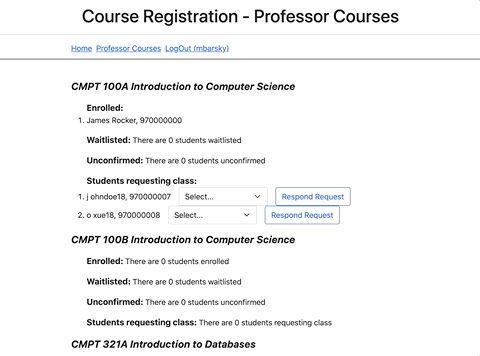 Course Registration - Professor Courses
Home Professor Courses LogOut (mbarsky)
CMPT 100A Introduction to Computer Science
Enrolled:
1. James Rocker, 970000000
Waitlisted: There are 0 students waitlisted
Unconfirmed: There are 0 students unconfirmed
Students requesting class:
1. j ohndoe18, 970000007 Select... Respond Request
2. o xue18, 970000008 Select... Respond Request
CMPT 100B Introduction to Computer Science
Enrolled: There are 0 students enrolled
Waitlisted: There are 0 students waitlisted
Unconfirmed: There are 0 students unconfirmed
Students requesting class: There are 0 students requesting class
CMPT 321A Introduction to Databases